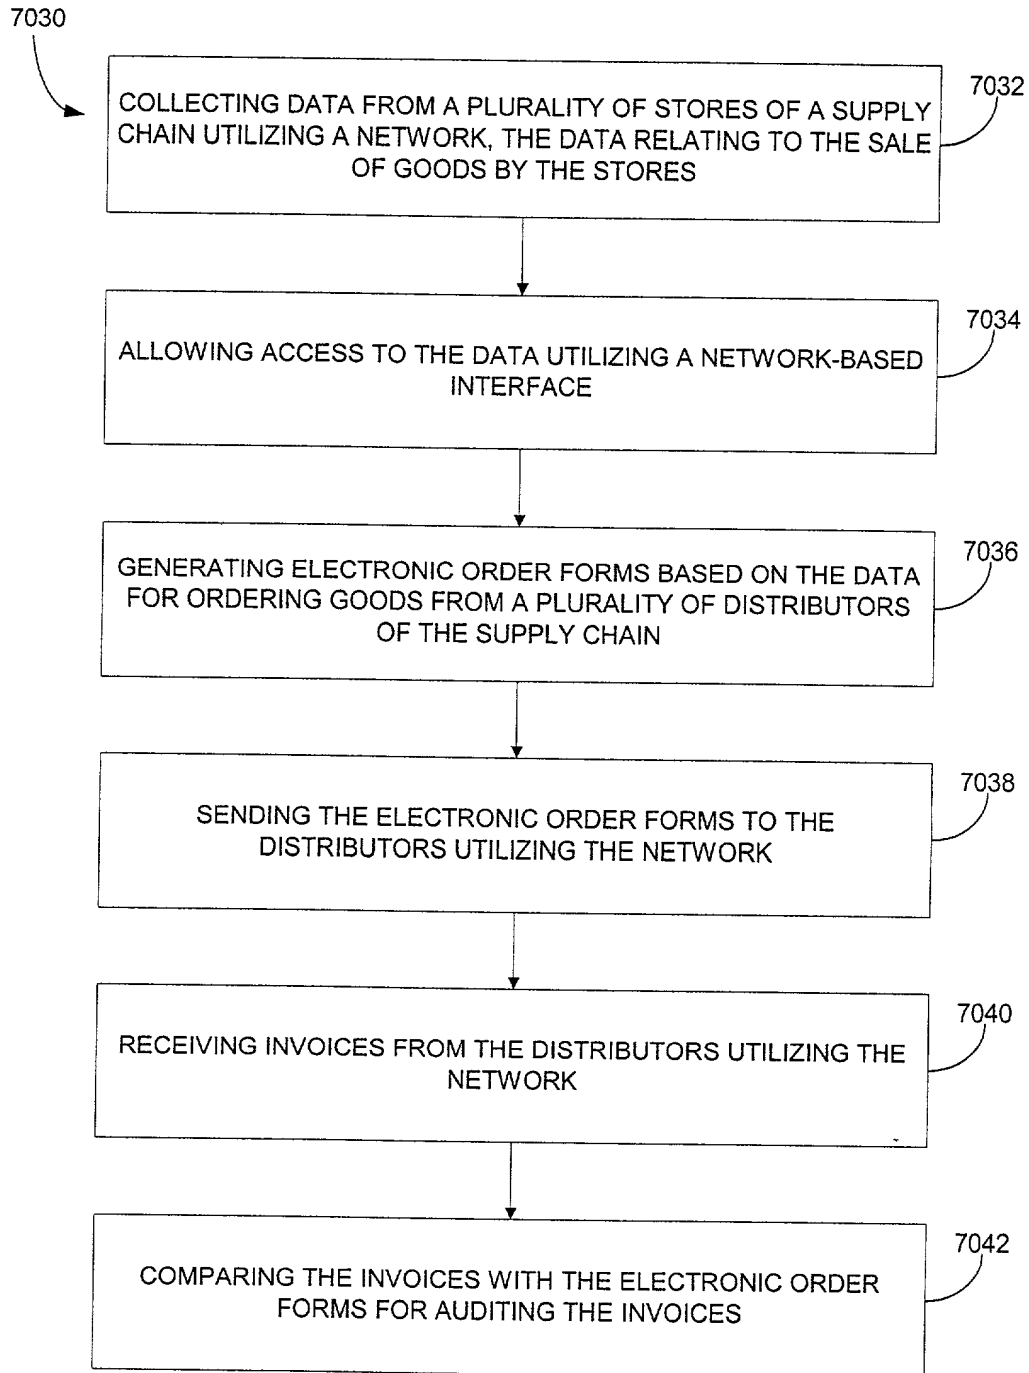 7030
7032
COLLECTING DATA FROM A PLURALITY OF STORES OF A SUPPLY
CHAIN UTILIZING A NETWORK, THE DATA RELATING TO THE SALE
OF GOODS BY THE STORES
7034
ALLOWING ACCESS TO THE DATA UTILIZING A NETWORK-BASED
INTERFACE
7036
GENERATING ELECTRONIC ORDER FORMS BASED ON THE DATA
FOR ORDERING GOODS FROM A PLURALITY OF DISTRIBUTORS
OF THE SUPPLY CHAIN
7038
SENDING THE ELECTRONIC ORDER FORMS TO THE
DISTRIBUTORS UTILIZING THE NETWORK
7040
RECEIVING INVOICES FROM THE DISTRIBUTORS UTILIZING THE
NETWORK
7042
COMPARING THE INVOICES WITH THE ELECTRONIC ORDER
FORMS FOR AUDITING THE INVOICES